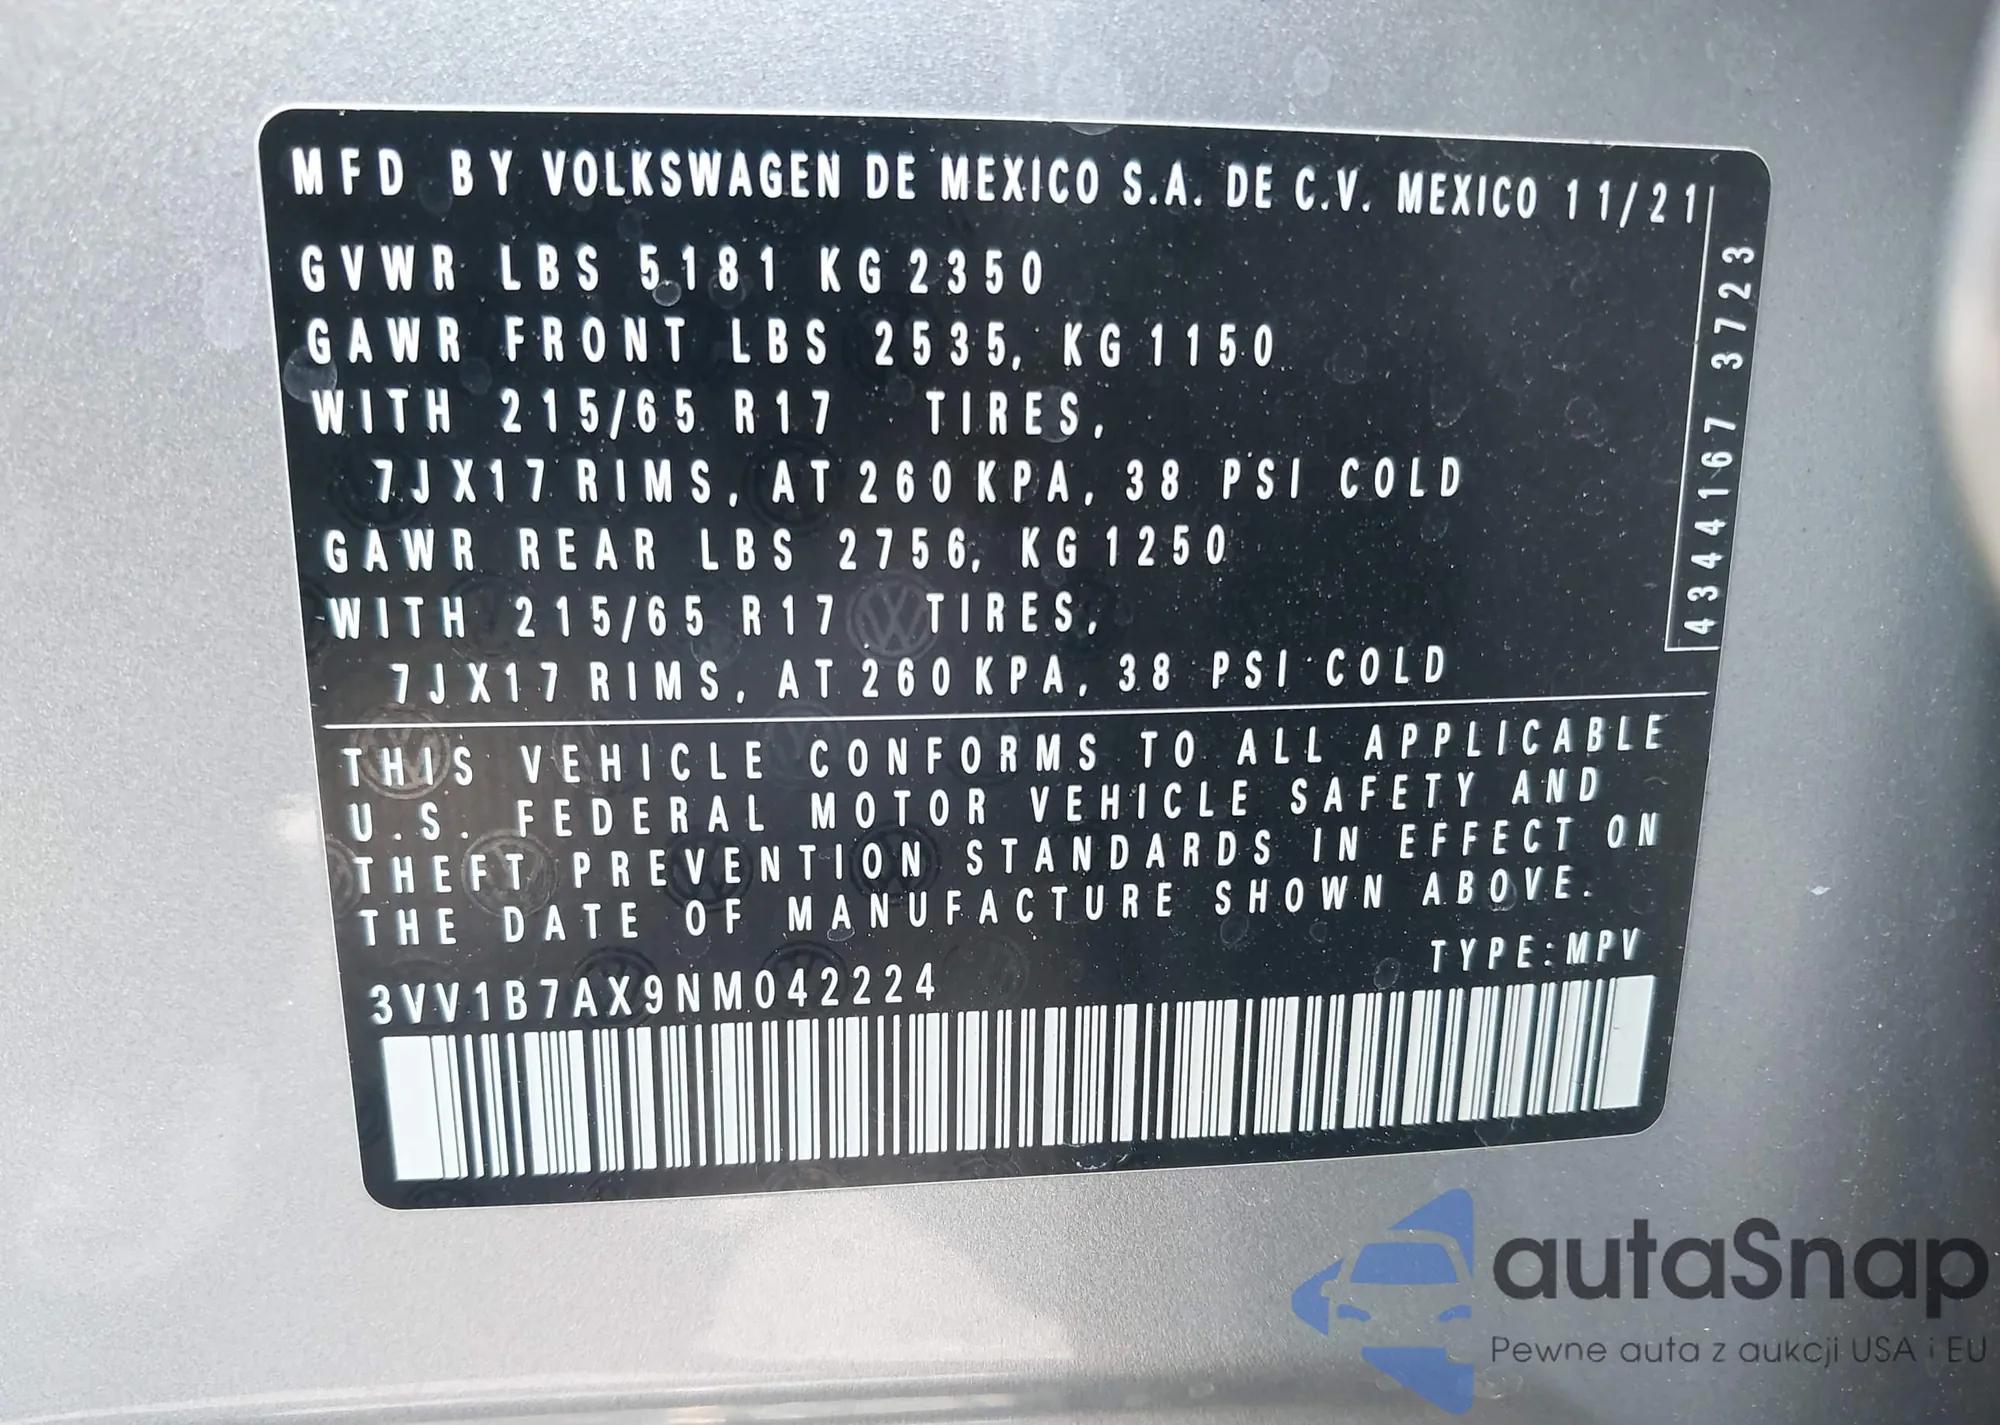 MFD BY VOLKSWAGEN DE MEXICO S.A. DE C.V. MEXICO 11/21
GVWR LBS 5181 KG 2350
GAWR FRONT LBS 2535, KG 1150
WITH 215/65 R17 TIRES,
7JX17 RIMS, AT 260 KPA, 38 PSI COLD
GAWR REAR LBS 2756, KG 1250
WITH 215/65 R17 TIRES,
7JX17 RIMS, AT 260 KPA, 38 PSI COLD
4344167 3723
THIS VEHICLE CONFORMS TO ALL APPLICABLE
U.S. FEDERAL MOTOR VEHICLE SAFETY AND
THEFT PREVENTION STANDARDS IN EFFECT ON
THE DATE OF MANUFACTURE SHOWN ABOVE.
TYPE:MPV
3VV1B7AX9NM042224
autaSnap
Pewne auta z aukcji USA i EU